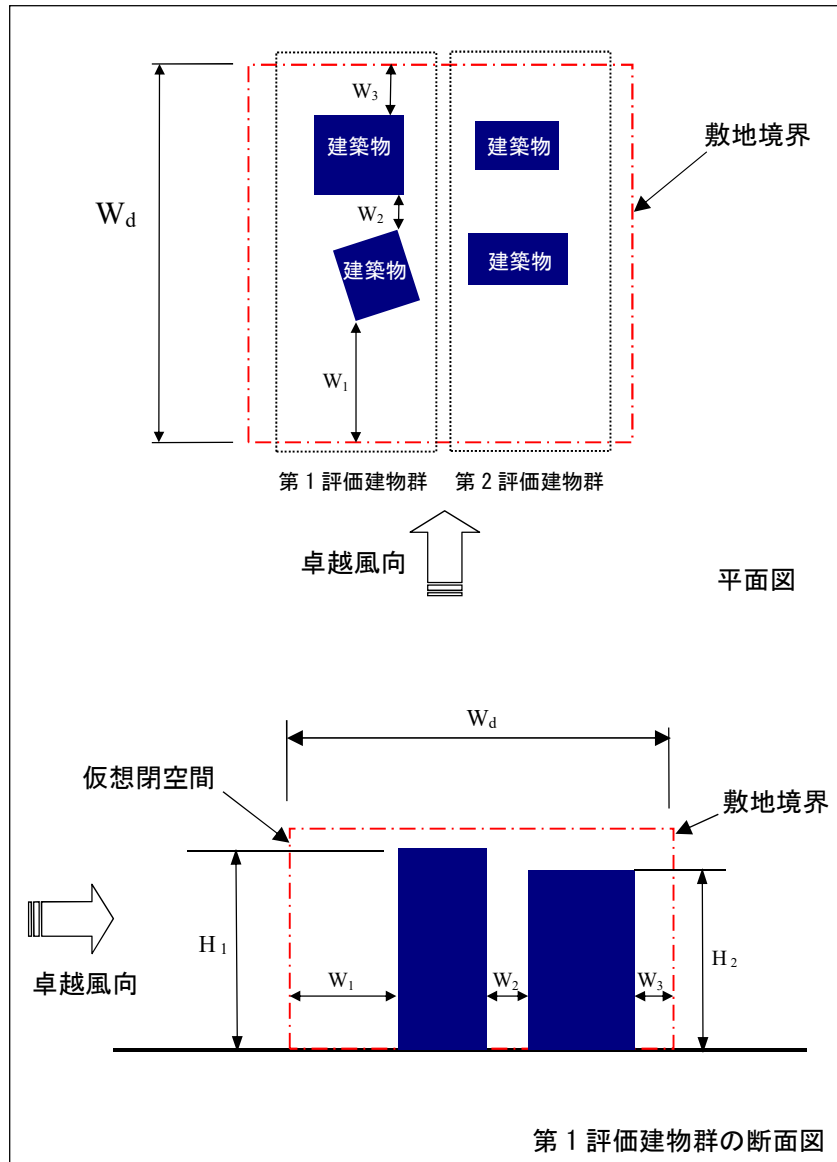 W3
建築物
建築物
敷地境界
Wd
W2
建築物
建築物
W1
第1評価建物群
第2評価建物群
卓越風向
平面図
Wd
仮想閉空間
敷地境界
H1
W1
W2
W3
H2
卓越風向
第1評価建物群の断面図